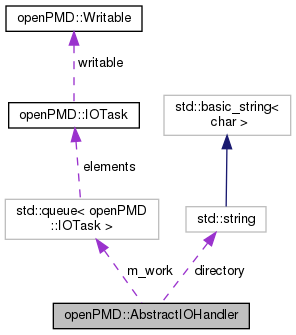 openPMD::Writable
writable
openPMD::IOTask
std::basic_string<
char >
elements
std::queue< openPMD
::IOTask >
std::string
m_work
directory
openPMD::AbstractIOHandler